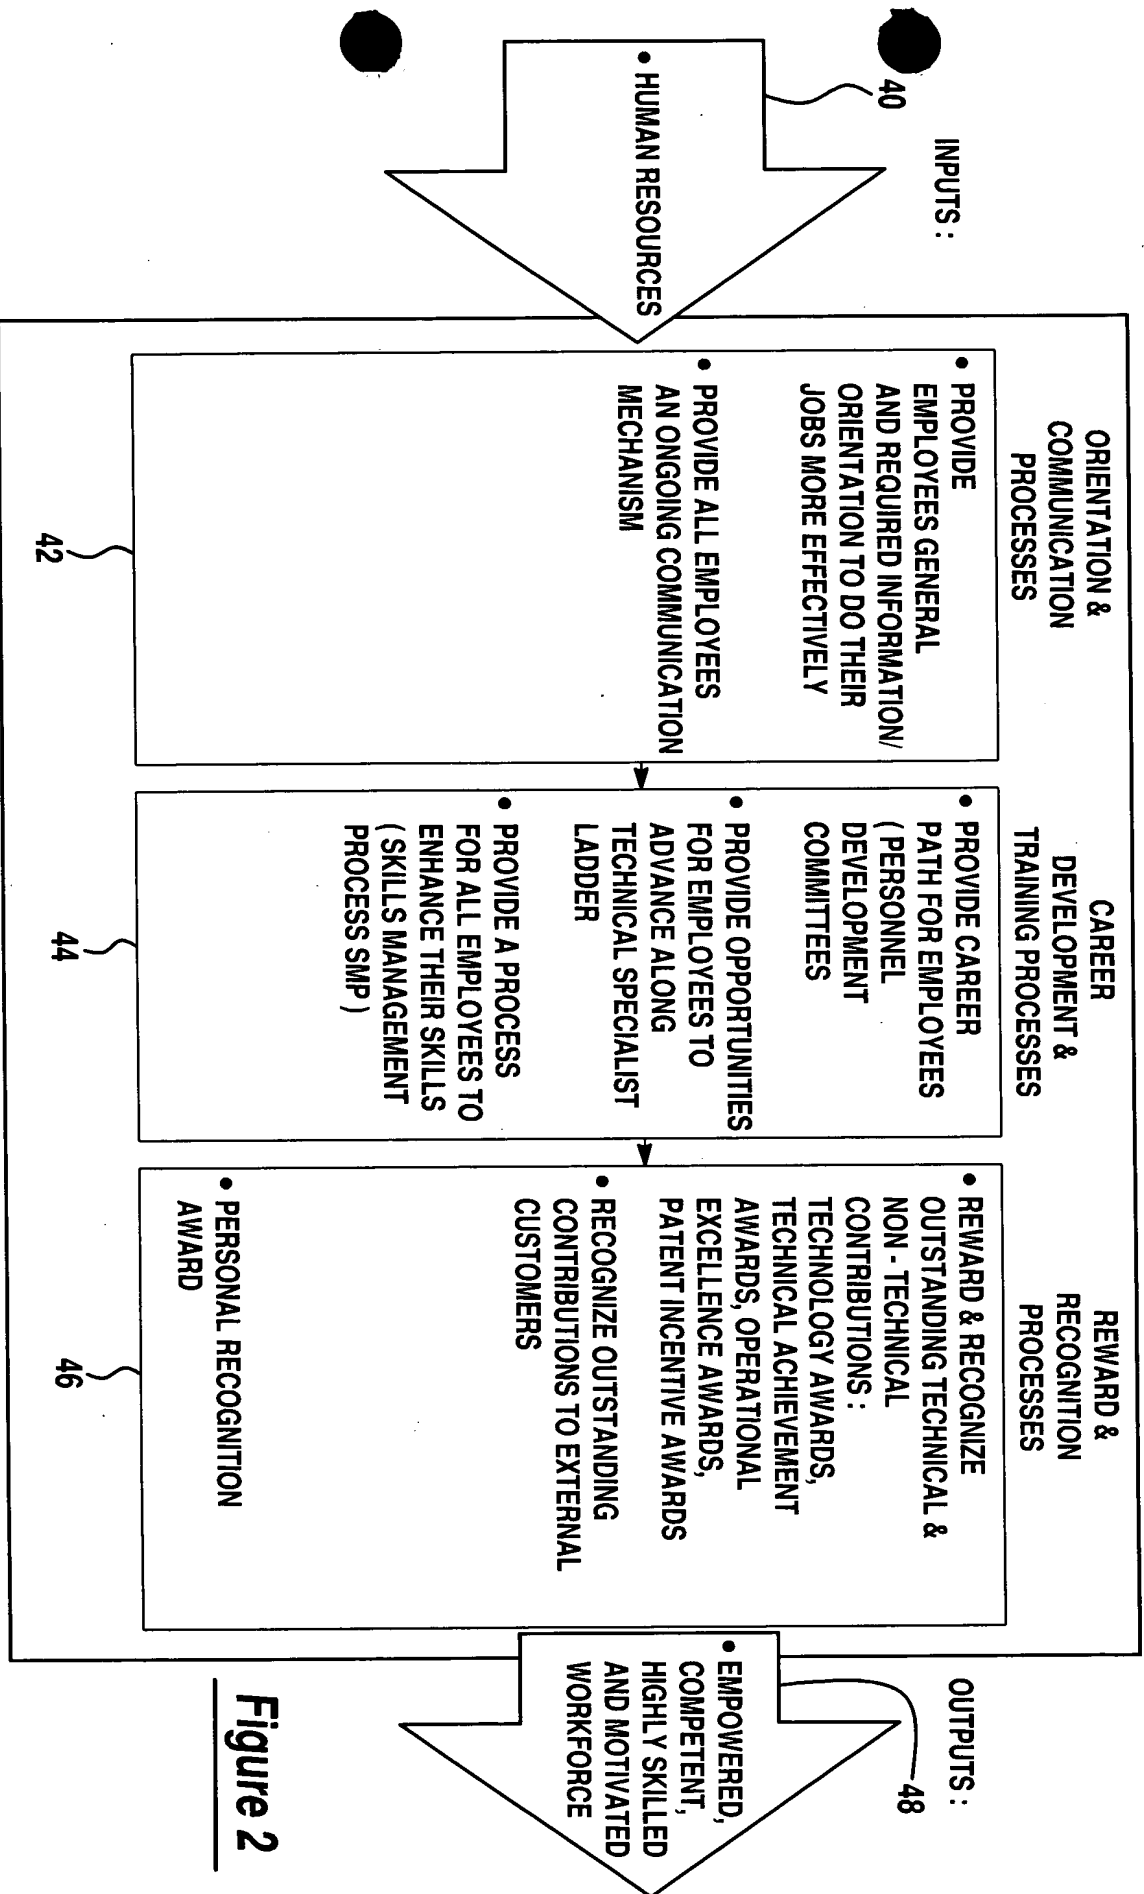 INPUTS :
40
• HUMAN RESOURCES
ORIENTATION &
COMMUNICATION
PROCESSES
• PROVIDE
EMPLOYEES GENERAL
AND REQUIRED INFORMATION/
ORIENTATION TO DO THEIR
JOBS MORE EFFECTIVELY
• PROVIDE ALL EMPLOYEES
AN ONGOING COMMUNICATION
MECHANISM
42
CAREER
DEVELOPMENT &
TRAINING PROCESSES
• PROVIDE CAREER
PATH FOR EMPLOYEES
( PERSONNEL
DEVELOPMENT
COMMITTEES
• PROVIDE OPPORTUNITIES
FOR EMPLOYEES TO
ADVANCE ALONG
TECHNICAL SPECIALIST
LADDER
• PROVIDE A PROCESS
FOR ALL EMPLOYEES TO
ENHANCE THEIR SKILLS
( SKILLS MANAGEMENT
PROCESS SMP )
44
REWARD &
RECOGNITION
PROCESSES
• REWARD & RECOGNIZE
OUTSTANDING TECHNICAL &
NON - TECHNICAL
CONTRIBUTIONS :
TECHNOLOGY AWARDS,
TECHNICAL ACHIEVEMENT
AWARDS, OPERATIONAL
EXCELLENCE AWARDS,
PATENT INCENTIVE AWARDS
• RECOGNIZE OUTSTANDING
CONTRIBUTIONS TO EXTERNAL
CUSTOMERS
• PERSONAL RECOGNITION
AWARD
46
OUTPUTS :
48
• EMPOWERED,
COMPETENT,
HIGHLY SKILLED
AND MOTIVATED
WORKFORCE
Figure 2